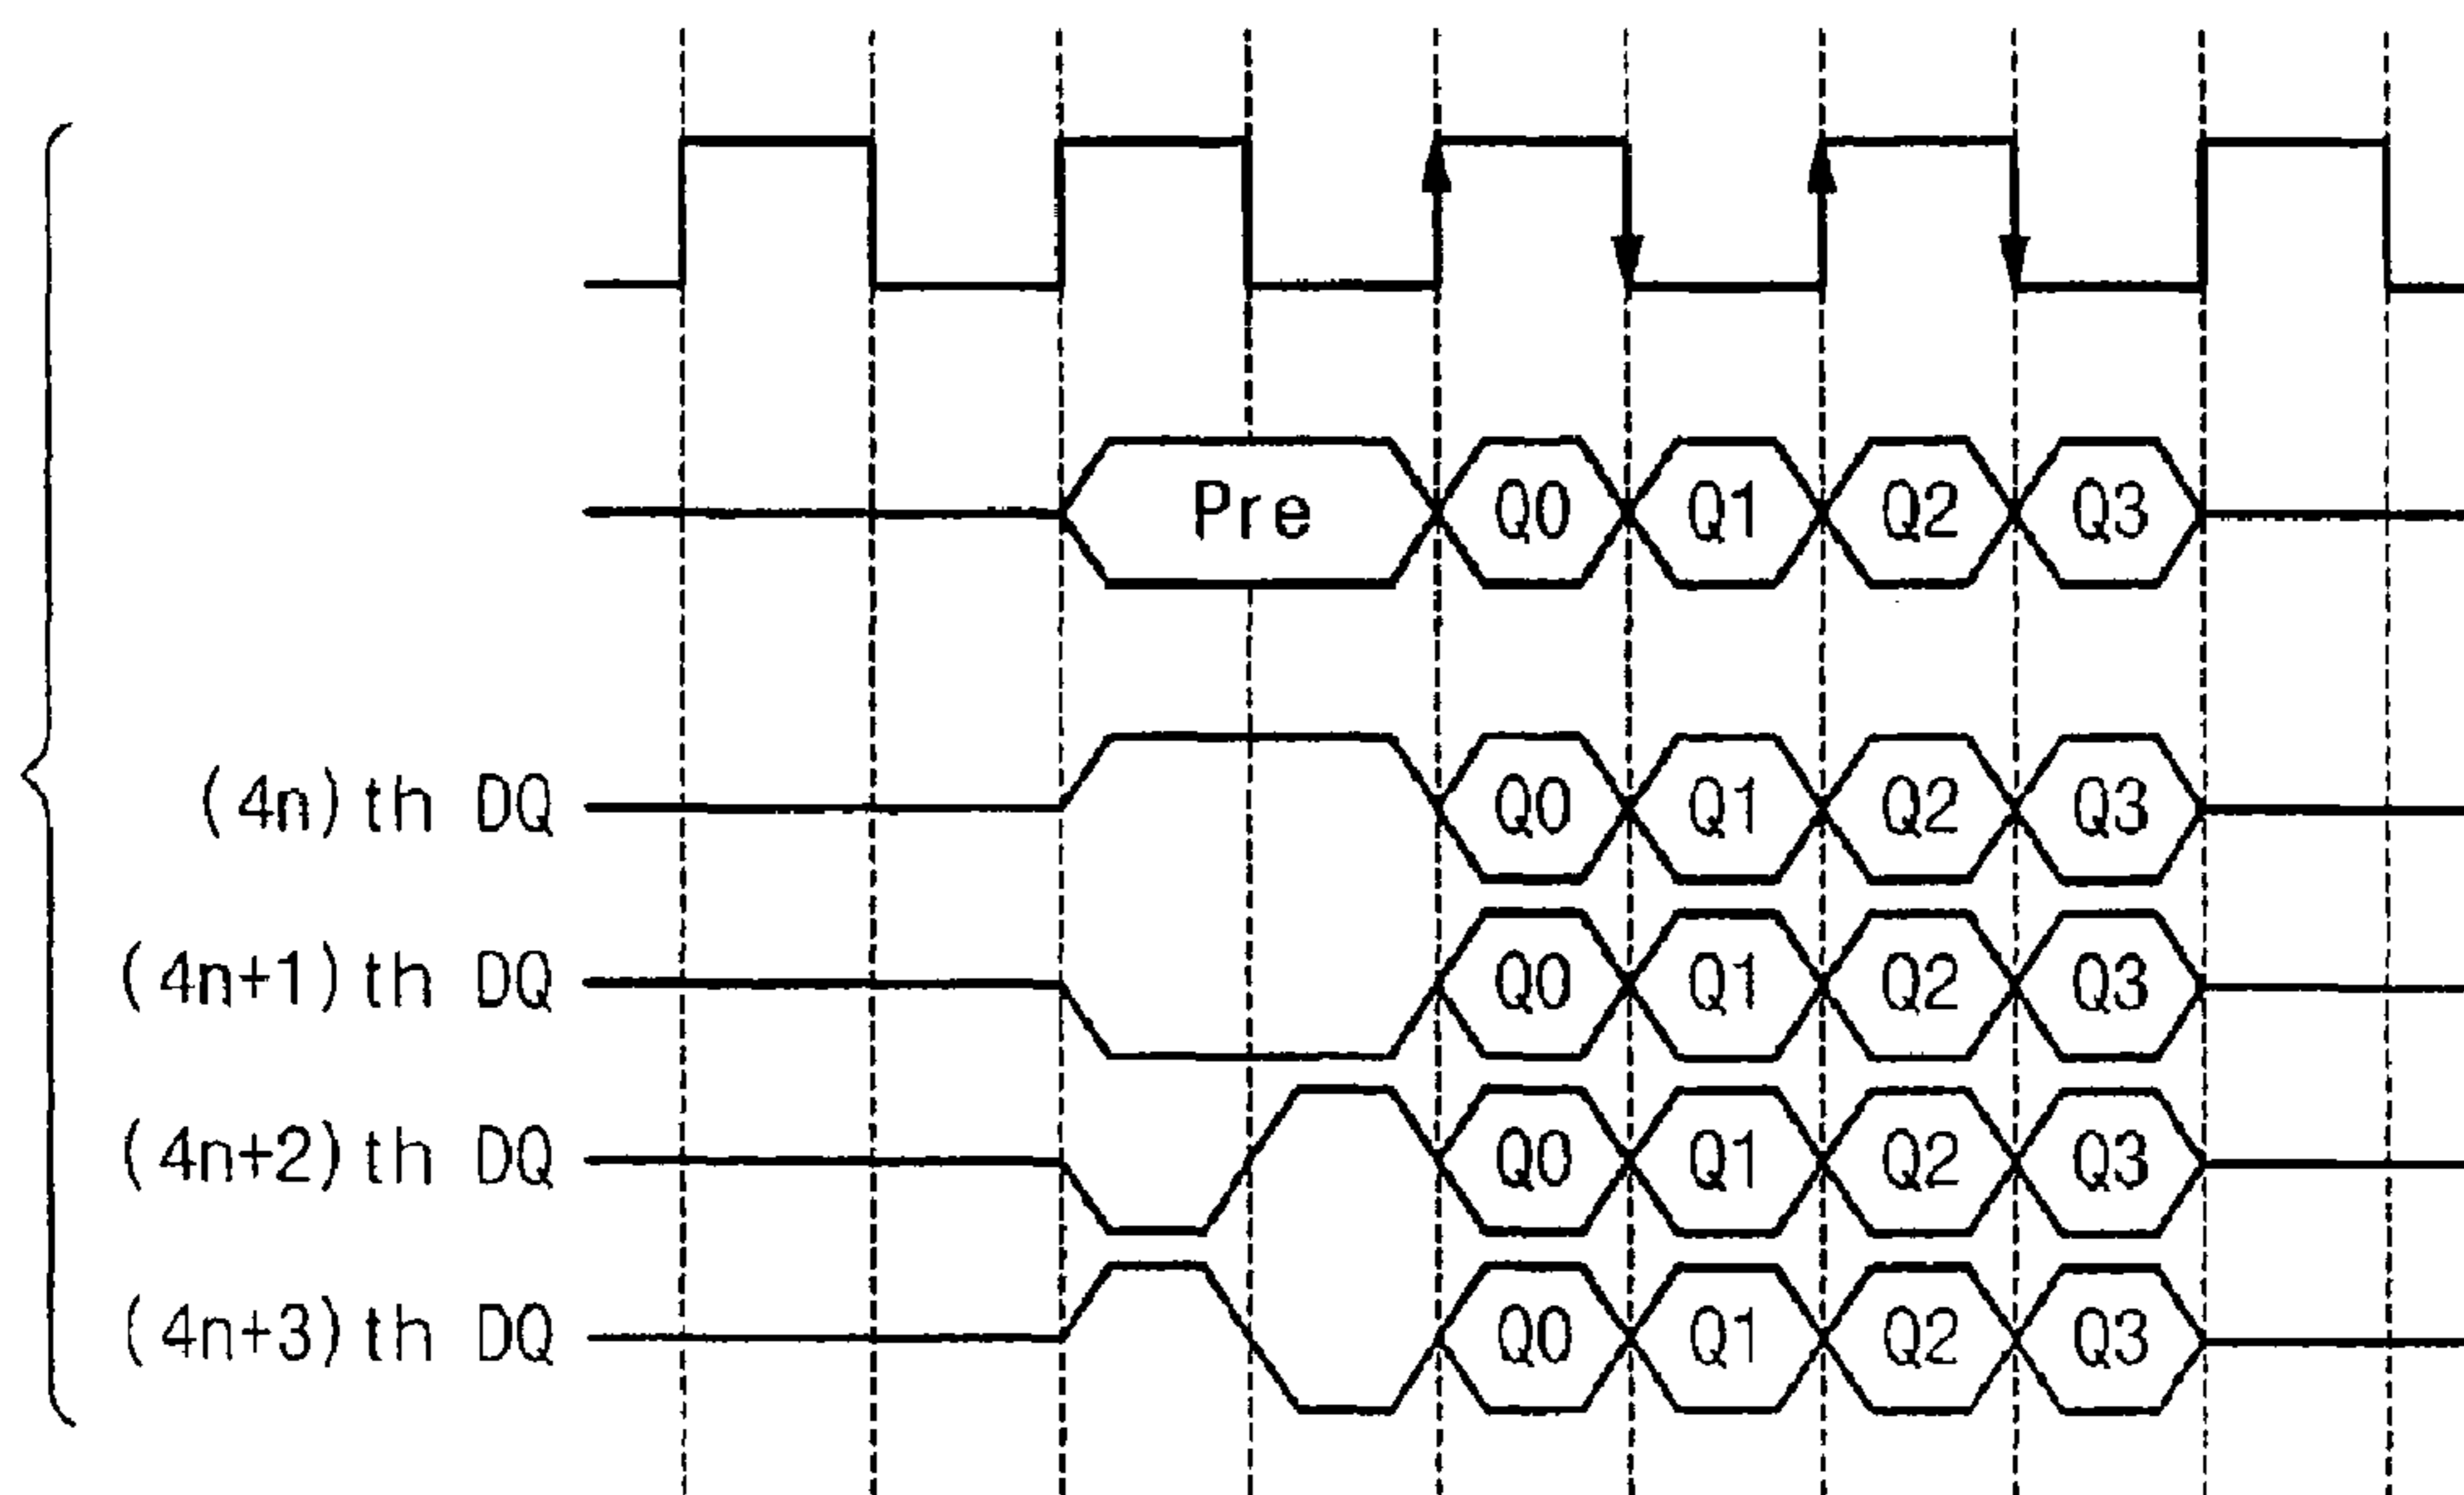 Pre Q0 Q1 Q2 Q3
(4n)th DQ Q0 Q1 Q2 Q3
(4n+1)th DQ Q0 Q1 Q2 Q3
(4n+2)th DQ Q0 Q1 Q2 Q3
(4n+3)th DQ Q0 Q1 Q2 Q3